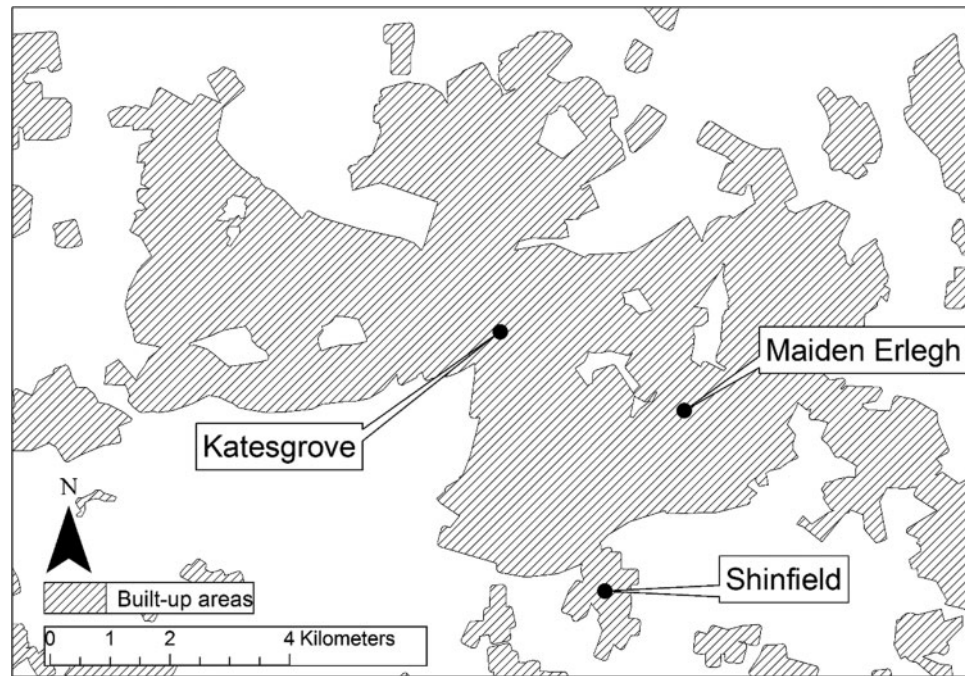 Maiden Erlegh
Katesgrove
N
Shinfield
Built-up areas
0 1 2 4 Kilometers